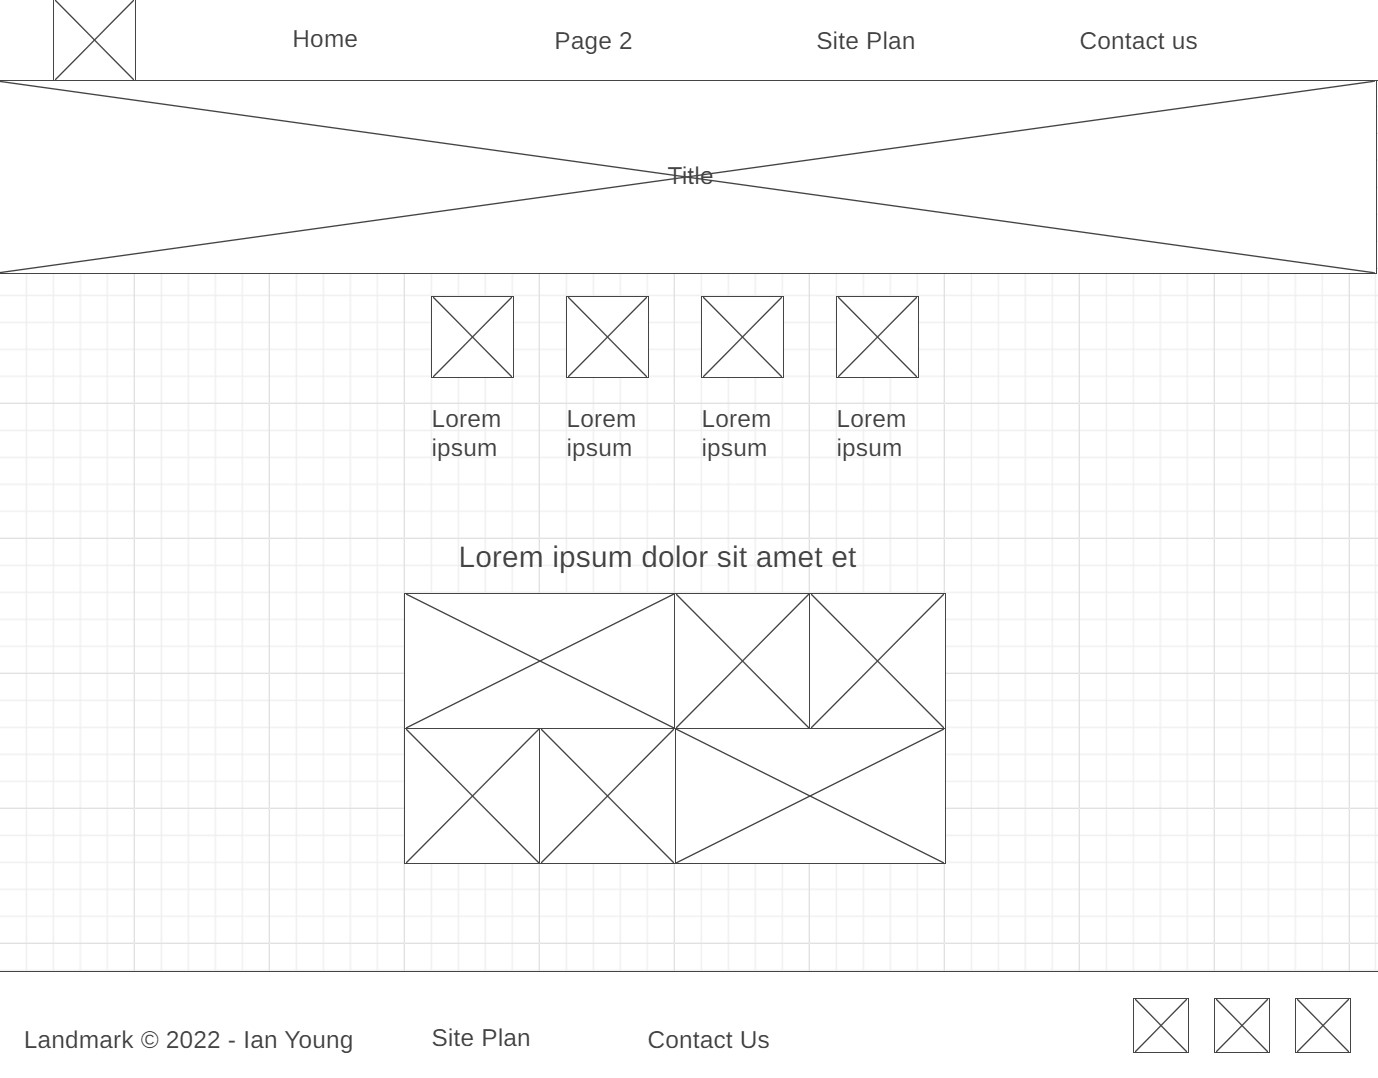 Home
Page 2
Site Plan
Contact us
Title
Lorem
ipsum
Lorem
ipsum
Lorem
ipsum
Lorem
ipsum
Lorem ipsum dolor sit amet et
Landmark © 2022 - Ian Young
Site Plan
Contact Us